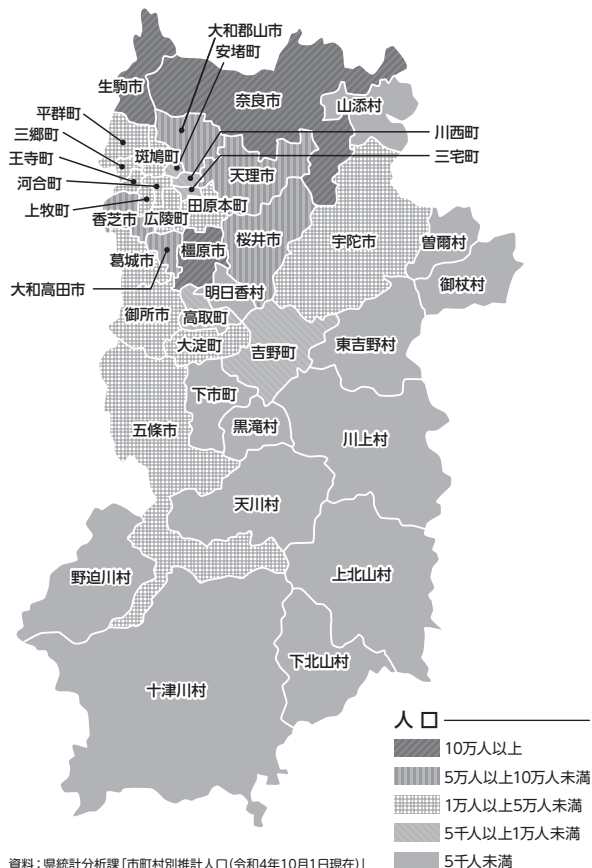 大和郡山市
安堵町
生駒市
奈良市
山添村
平群町
三郷町
斑鳩町
川西町
王寺町
三宅町
河合町
天理市
上牧町
田原本町
香芝市
広陵町
桜井市
宇陀市
曽爾村
葛城市
橿原市
御杖村
大和高田市
明日香村
御所市
高取町
大淀町
吉野町
東吉野村
下市町
五條市
黒滝村
川上村
天川村
野迫川村
上北山村
下北山村
十津川村
人口
10万人以上
5万人以上10万人未満
1万人以上5万人未満
5千人以上1万人未満
5千人未満
資料：県統計分析課「市町村別推計人口(令和4年10月1日現在)」